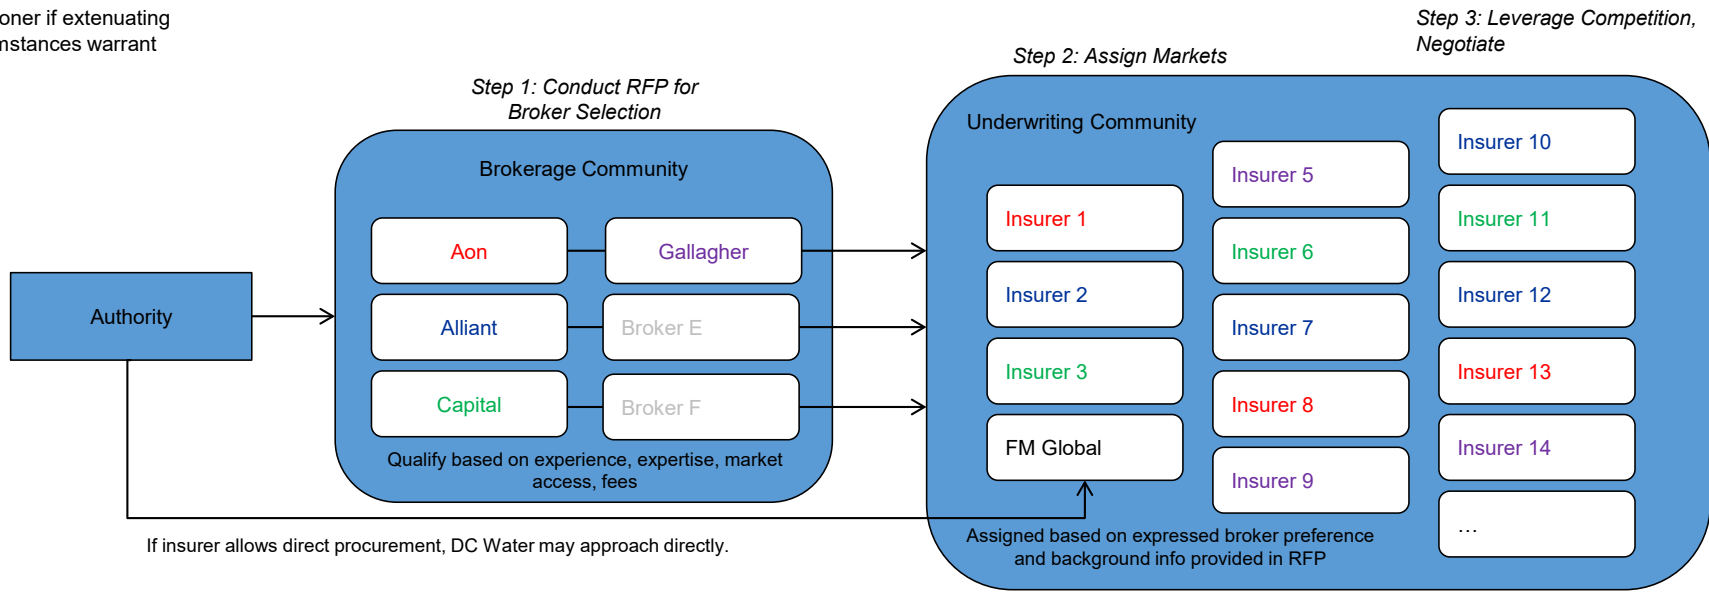 oner if extenuating
mstances warrant
Step 1: Conduct RFP for
Broker Selection
Step 2: Assign Markets
Step 3: Leverage Competition,
Negotiate
Authority
Brokerage Community
Aon
Gallagher
Alliant
Broker E
Capital
Broker F
Qualify based on experience, expertise, market
access, fees
If insurer allows direct procurement, DC Water may approach directly.
Underwriting Community
Insurer 1
Insurer 2
Insurer 3
FM Global
Insurer 5
Insurer 6
Insurer 7
Insurer 8
Insurer 9
Insurer 10
Insurer 11
Insurer 12
Insurer 13
Insurer 14
…
Assigned based on expressed broker preference
and background info provided in RFP